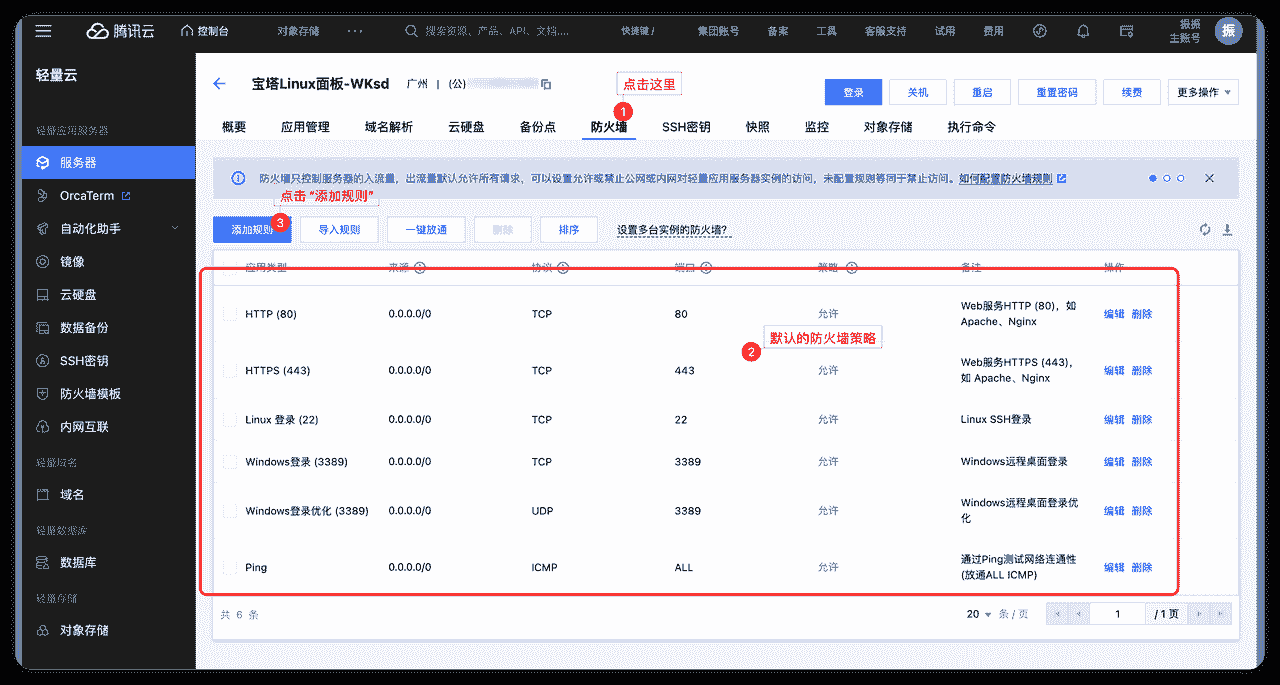 腾讯云
控制台
对象存储
···
搜索资源、产品、API、文档....
快捷键 /
集团账号
备案
工具
客服支持
试用
费用
振振
主账号
振
轻量云
轻量应用服务器
服务器
OrcaTerm
自动化助手
镜像
云硬盘
数据备份
SSH密钥
防火墙模板
内网互联
轻量域名
域名
轻量数据库
数据库
轻量存储
对象存储
宝塔Linux面板-WKsd
广州 | (公)
点击这里
1
登录
关机
重启
重置密码
续费
更多操作
概要
应用管理
域名解析
云硬盘
备份点
防火墙
SSH密钥
快照
监控
对象存储
执行命令
防火墙只控制服务器的入流量，出流量默认允许所有请求，可以设置允许或禁止公网或内网对轻量应用服务器实例的访问，未配置规则等同于禁止访问。如何配置防火墙规则
点击 “添加规则”
3
添加规则
导入规则
一键放通
删除
排序
设置多台实例的防火墙?
应用类型 来源 协议 端口 策略 备注 操作
HTTP (80) 0.0.0.0/0 TCP 80 允许 Web服务HTTP (80)，如 Apache、Nginx 编辑 删除
2
默认的防火墙策略
HTTPS (443) 0.0.0.0/0 TCP 443 允许 Web服务HTTPS (443)，如 Apache、Nginx 编辑 删除
Linux 登录 (22) 0.0.0.0/0 TCP 22 允许 Linux SSH登录 编辑 删除
Windows登录 (3389) 0.0.0.0/0 TCP 3389 允许 Windows远程桌面登录 编辑 删除
Windows登录优化 (3389) 0.0.0.0/0 UDP 3389 允许 Windows远程桌面登录优化 编辑 删除
Ping 0.0.0.0/0 ICMP ALL 允许 通过Ping测试网络连通性 (放通ALL ICMP) 编辑 删除
共 6 条
20 条 / 页
1 / 1 页